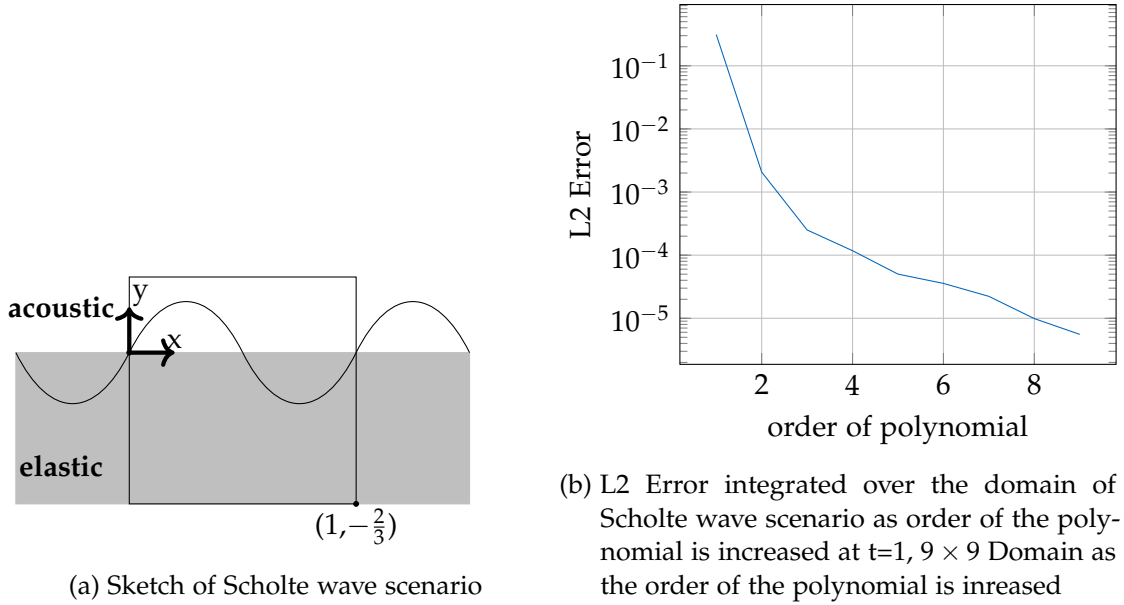 acoustic
y
x
elastic
(1,−2/3)
(a) Sketch of Scholte wave scenario
L2 Error
10^−1
10^−2
10^−3
10^−4
10^−5
2 4 6 8
order of polynomial
(b) L2 Error integrated over the domain of
Scholte wave scenario as order of the poly-
nomial is increased at t=1, 9 × 9 Domain as
the order of the polynomial is inreased